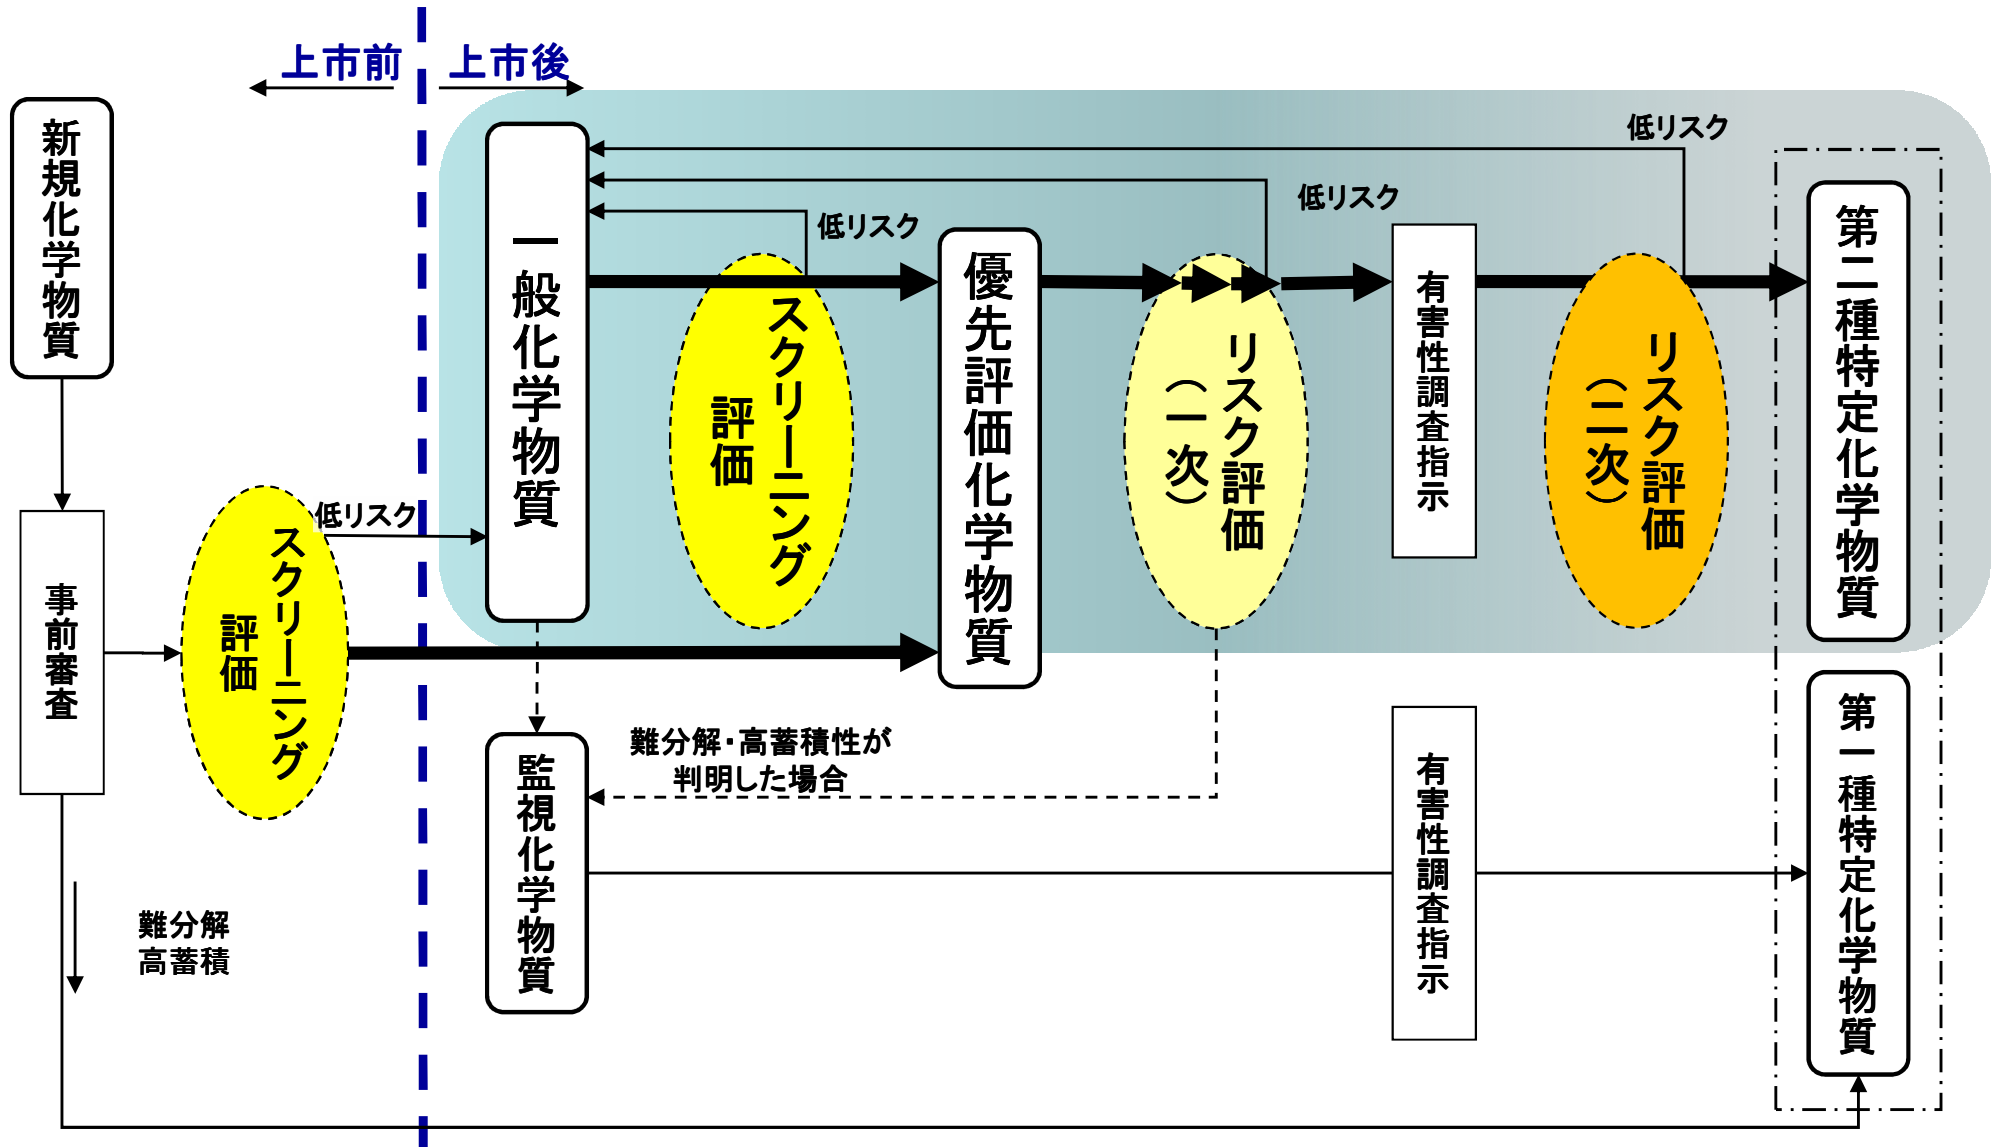 上市前
上市後
新規化学物質
事前審査
スクリーニング
評価
低リスク
難分解
高蓄積
一般化学物質
スクリーニング
評価
低リスク
優先評価化学物質
リスク評価
（一次）
低リスク
有害性調査指示
リスク評価
（二次）
低リスク
第二種特定化学物質
監視化学物質
難分解・高蓄積性が
判明した場合
有害性調査指示
第一種特定化学物質